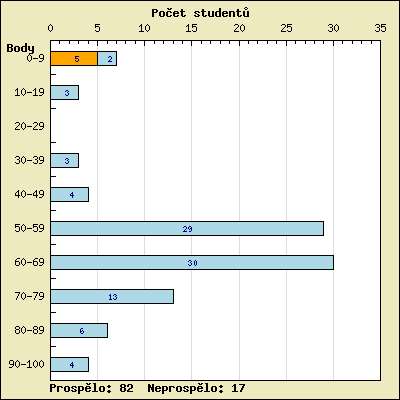 Počet studentů
0 5 10 15 20 25 30 35
Body
0-9 5 2
10-19 3
20-29
30-39 3
40-49 4
50-59 29
60-69 30
70-79 13
80-89 6
90-100 4
Prospělo: 82 Neprospělo: 17